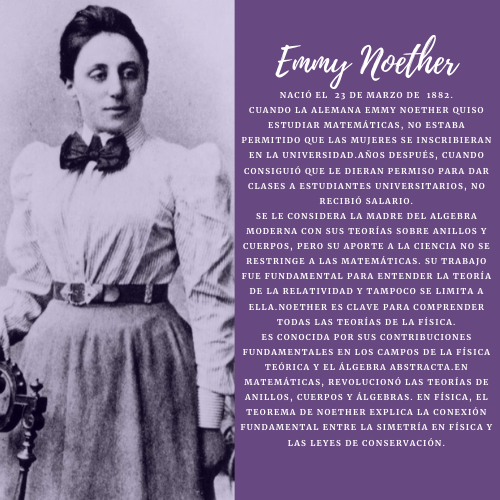 Emmy Noether
NACIÓ EL 23 DE MARZO DE 1882.
CUANDO LA ALEMANA EMMY NOETHER QUISO
ESTUDIAR MATEMÁTICAS, NO ESTABA
PERMITIDO QUE LAS MUJERES SE INSCRIBIERAN
EN LA UNIVERSIDAD.AÑOS DESPUÉS, CUANDO
CONSIGUIÓ QUE LE DIERAN PERMISO PARA DAR
CLASES A ESTUDIANTES UNIVERSITARIOS, NO
RECIBIÓ SALARIO.
SE LE CONSIDERA LA MADRE DEL ALGEBRA
MODERNA CON SUS TEORÍAS SOBRE ANILLOS Y
CUERPOS, PERO SU APORTE A LA CIENCIA NO SE
RESTRINGE A LAS MATEMÁTICAS. SU TRABAJO
FUE FUNDAMENTAL PARA ENTENDER LA TEORÍA
DE LA RELATIVIDAD Y TAMPOCO SE LIMITA A
ELLA.NOETHER ES CLAVE PARA COMPRENDER
TODAS LAS TEORÍAS DE LA FÍSICA.
ES CONOCIDA POR SUS CONTRIBUCIONES
FUNDAMENTALES EN LOS CAMPOS DE LA FÍSICA
TEÓRICA Y EL ÁLGEBRA ABSTRACTA.EN
MATEMÁTICAS, REVOLUCIONÓ LAS TEORÍAS DE
ANILLOS, CUERPOS Y ÁLGEBRAS. EN FÍSICA, EL
TEOREMA DE NOETHER EXPLICA LA CONEXIÓN
FUNDAMENTAL ENTRE LA SIMETRÍA EN FÍSICA Y
LAS LEYES DE CONSERVACIÓN.